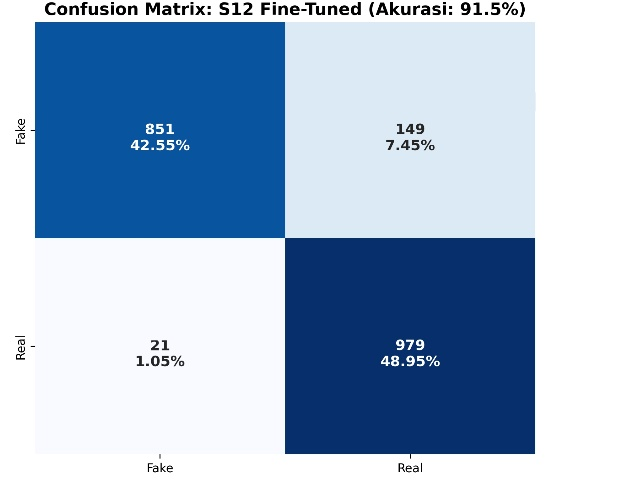 Confusion Matrix: S12 Fine-Tuned (Akurasi: 91.5%)
Fake
851
42.55%
149
7.45%
Real
21
1.05%
979
48.95%
Fake
Real